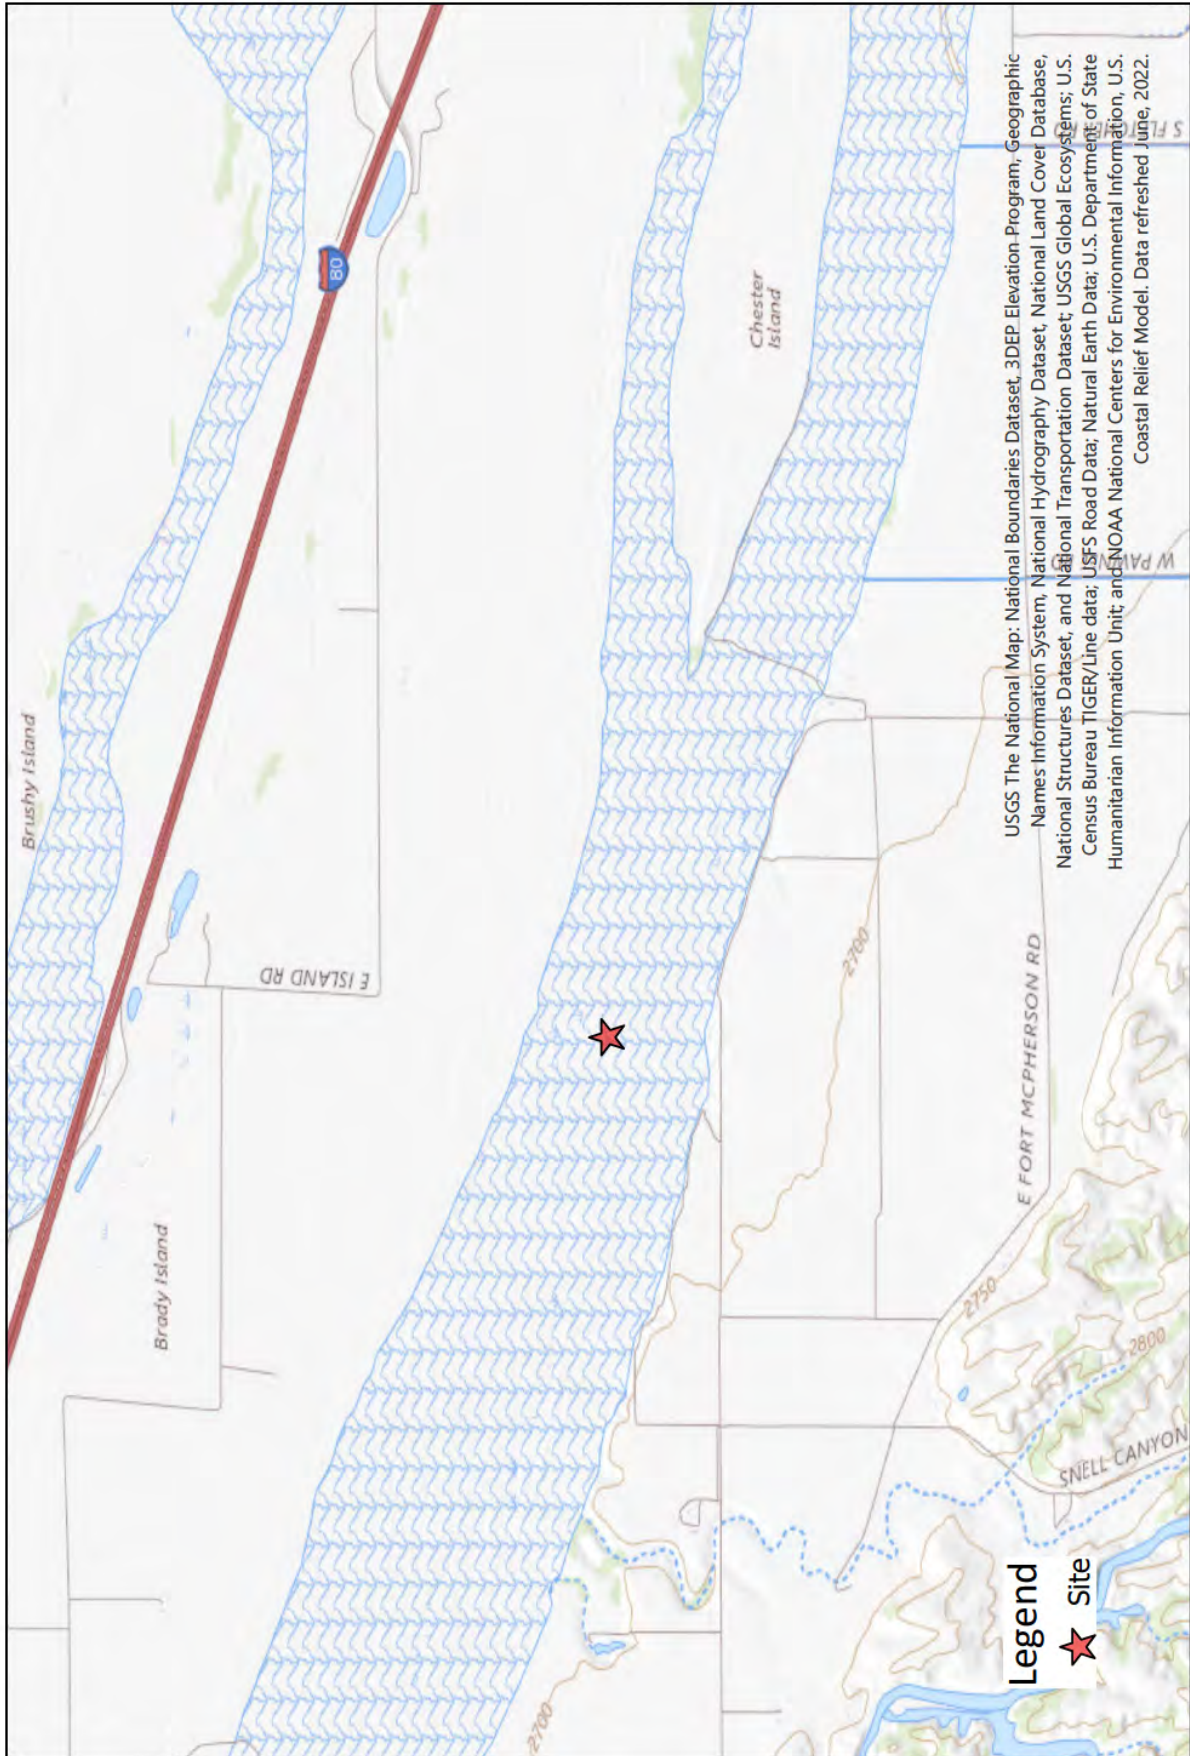 Brushy Island
80
Chester
Island
Brady Island
E ISLAND RD
2700
E FORT MCPHERSON RD
2750
2800
SNELL CANYON
2700
S FLETCHER RD
W PAWNEE RD
USGS The National Map: National Boundaries Dataset, 3DEP Elevation Program, Geographic
Names Information System, National Hydrography Dataset, National Land Cover Database,
National Structures Dataset, and National Transportation Dataset; USGS Global Ecosystems; U.S.
Census Bureau TIGER/Line data; USFS Road Data; Natural Earth Data; U.S. Department of State
Humanitarian Information Unit; and NOAA National Centers for Environmental Information, U.S.
Coastal Relief Model. Data refreshed June, 2022.
Legend
Site